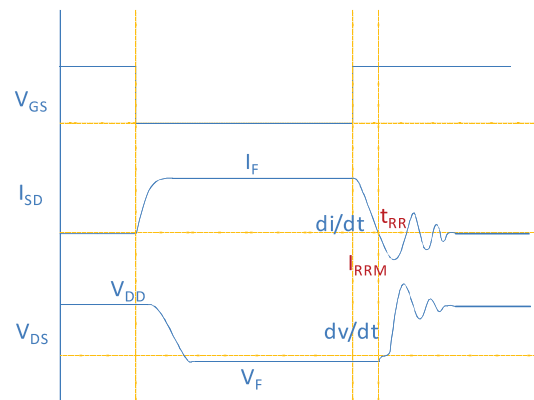 VGS
IF
ISD
di/dt
tRR
IRRM
VDD
VDS
dv/dt
VF